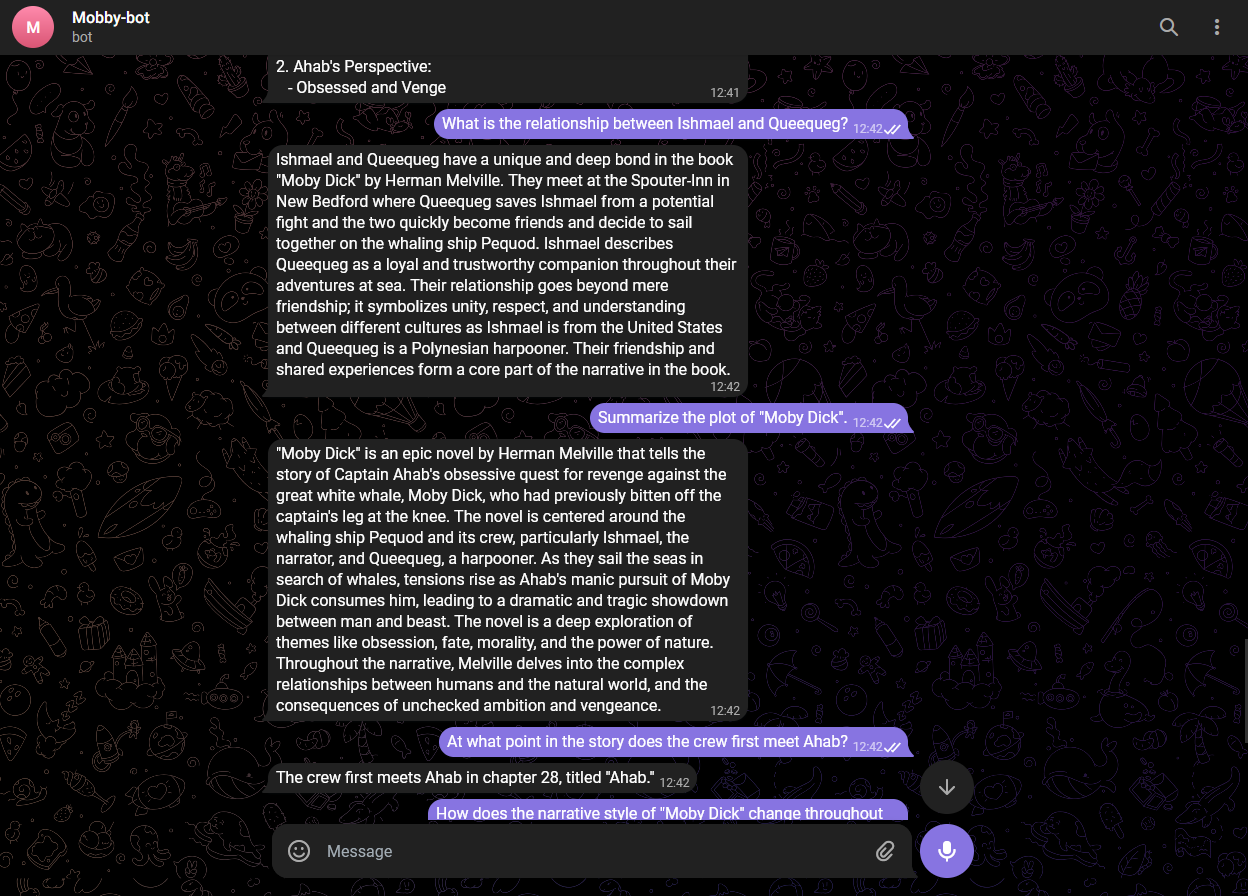 M
Mobby-bot
bot
2. Ahab's Perspective:
- Obsessed and Venge
12:41
What is the relationship between Ishmael and Queequeg? 12:42
Ishmael and Queequeg have a unique and deep bond in the book
"Moby Dick" by Herman Melville. They meet at the Spouter-Inn in
New Bedford where Queequeg saves Ishmael from a potential
fight and the two quickly become friends and decide to sail
together on the whaling ship Pequod. Ishmael describes
Queequeg as a loyal and trustworthy companion throughout their
adventures at sea. Their relationship goes beyond mere
friendship; it symbolizes unity, respect, and understanding
between different cultures as Ishmael is from the United States
and Queequeg is a Polynesian harpooner. Their friendship and
shared experiences form a core part of the narrative in the book.
12:42
Summarize the plot of "Moby Dick". 12:42
"Moby Dick" is an epic novel by Herman Melville that tells the
story of Captain Ahab's obsessive quest for revenge against the
great white whale, Moby Dick, who had previously bitten off the
captain's leg at the knee. The novel is centered around the
whaling ship Pequod and its crew, particularly Ishmael, the
narrator, and Queequeg, a harpooner. As they sail the seas in
search of whales, tensions rise as Ahab's manic pursuit of Moby
Dick consumes him, leading to a dramatic and tragic showdown
between man and beast. The novel is a deep exploration of
themes like obsession, fate, morality, and the power of nature.
Throughout the narrative, Melville delves into the complex
relationships between humans and the natural world, and the
consequences of unchecked ambition and vengeance.
12:42
At what point in the story does the crew first meet Ahab? 12:42
The crew first meets Ahab in chapter 28, titled "Ahab." 12:42
How does the narrative style of "Moby Dick" change throughout
Message